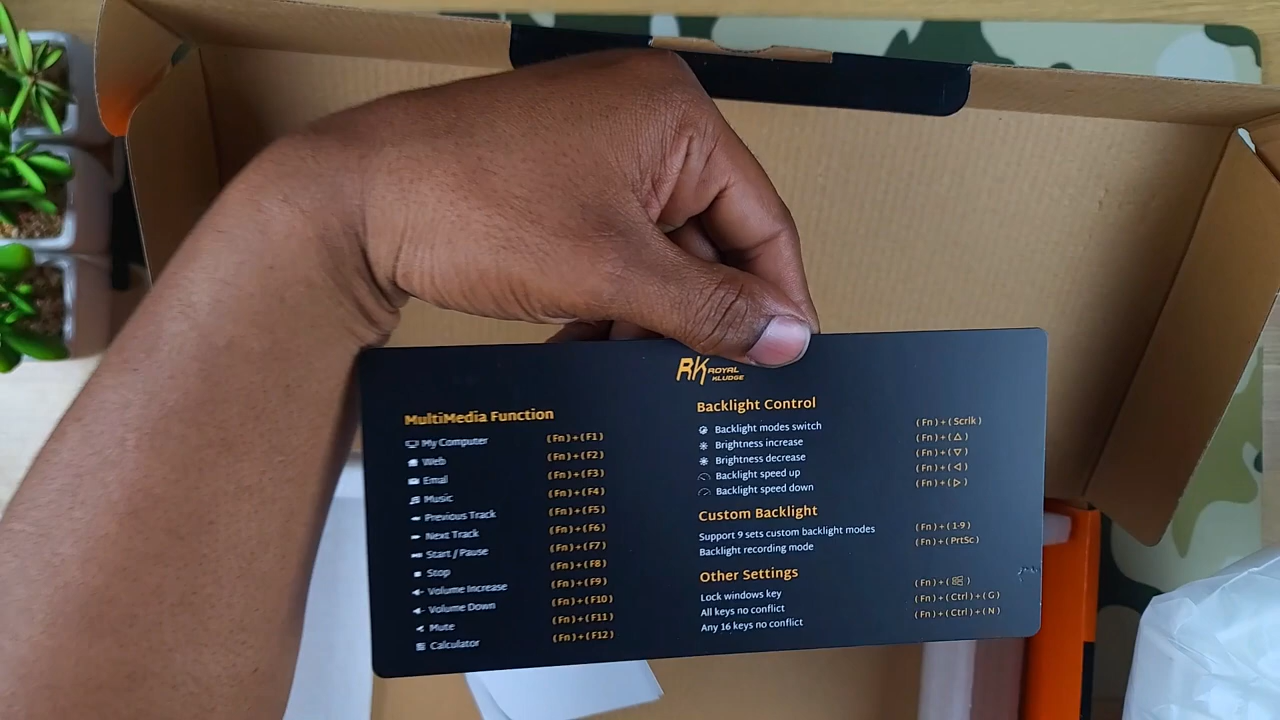 RK ROYAL
KLUDGE
MultiMedia Function
My Computer (Fn)+(F1)
Web (Fn)+(F2)
Email (Fn)+(F3)
Music (Fn)+(F4)
Previous Track (Fn)+(F5)
Next Track (Fn)+(F6)
Start / Pause (Fn)+(F7)
Stop (Fn)+(F8)
Volume Increase (Fn)+(F9)
Volume Down (Fn)+(F10)
Mute (Fn)+(F11)
Calculator (Fn)+(F12)
Backlight Control
Backlight modes switch (Fn)+(Scrlk)
Brightness increase (Fn)+(△)
Brightness decrease (Fn)+(▽)
Backlight speed up (Fn)+(◁)
Backlight speed down (Fn)+(▷)
Custom Backlight
Support 9 sets custom backlight modes (Fn)+(1-9)
Backlight recording mode (Fn)+(PrtSc)
Other Settings
Lock windows key (Fn)+(⊞)
All keys no conflict (Fn)+(Ctrl)+(G)
Any 16 keys no conflict (Fn)+(Ctrl)+(N)